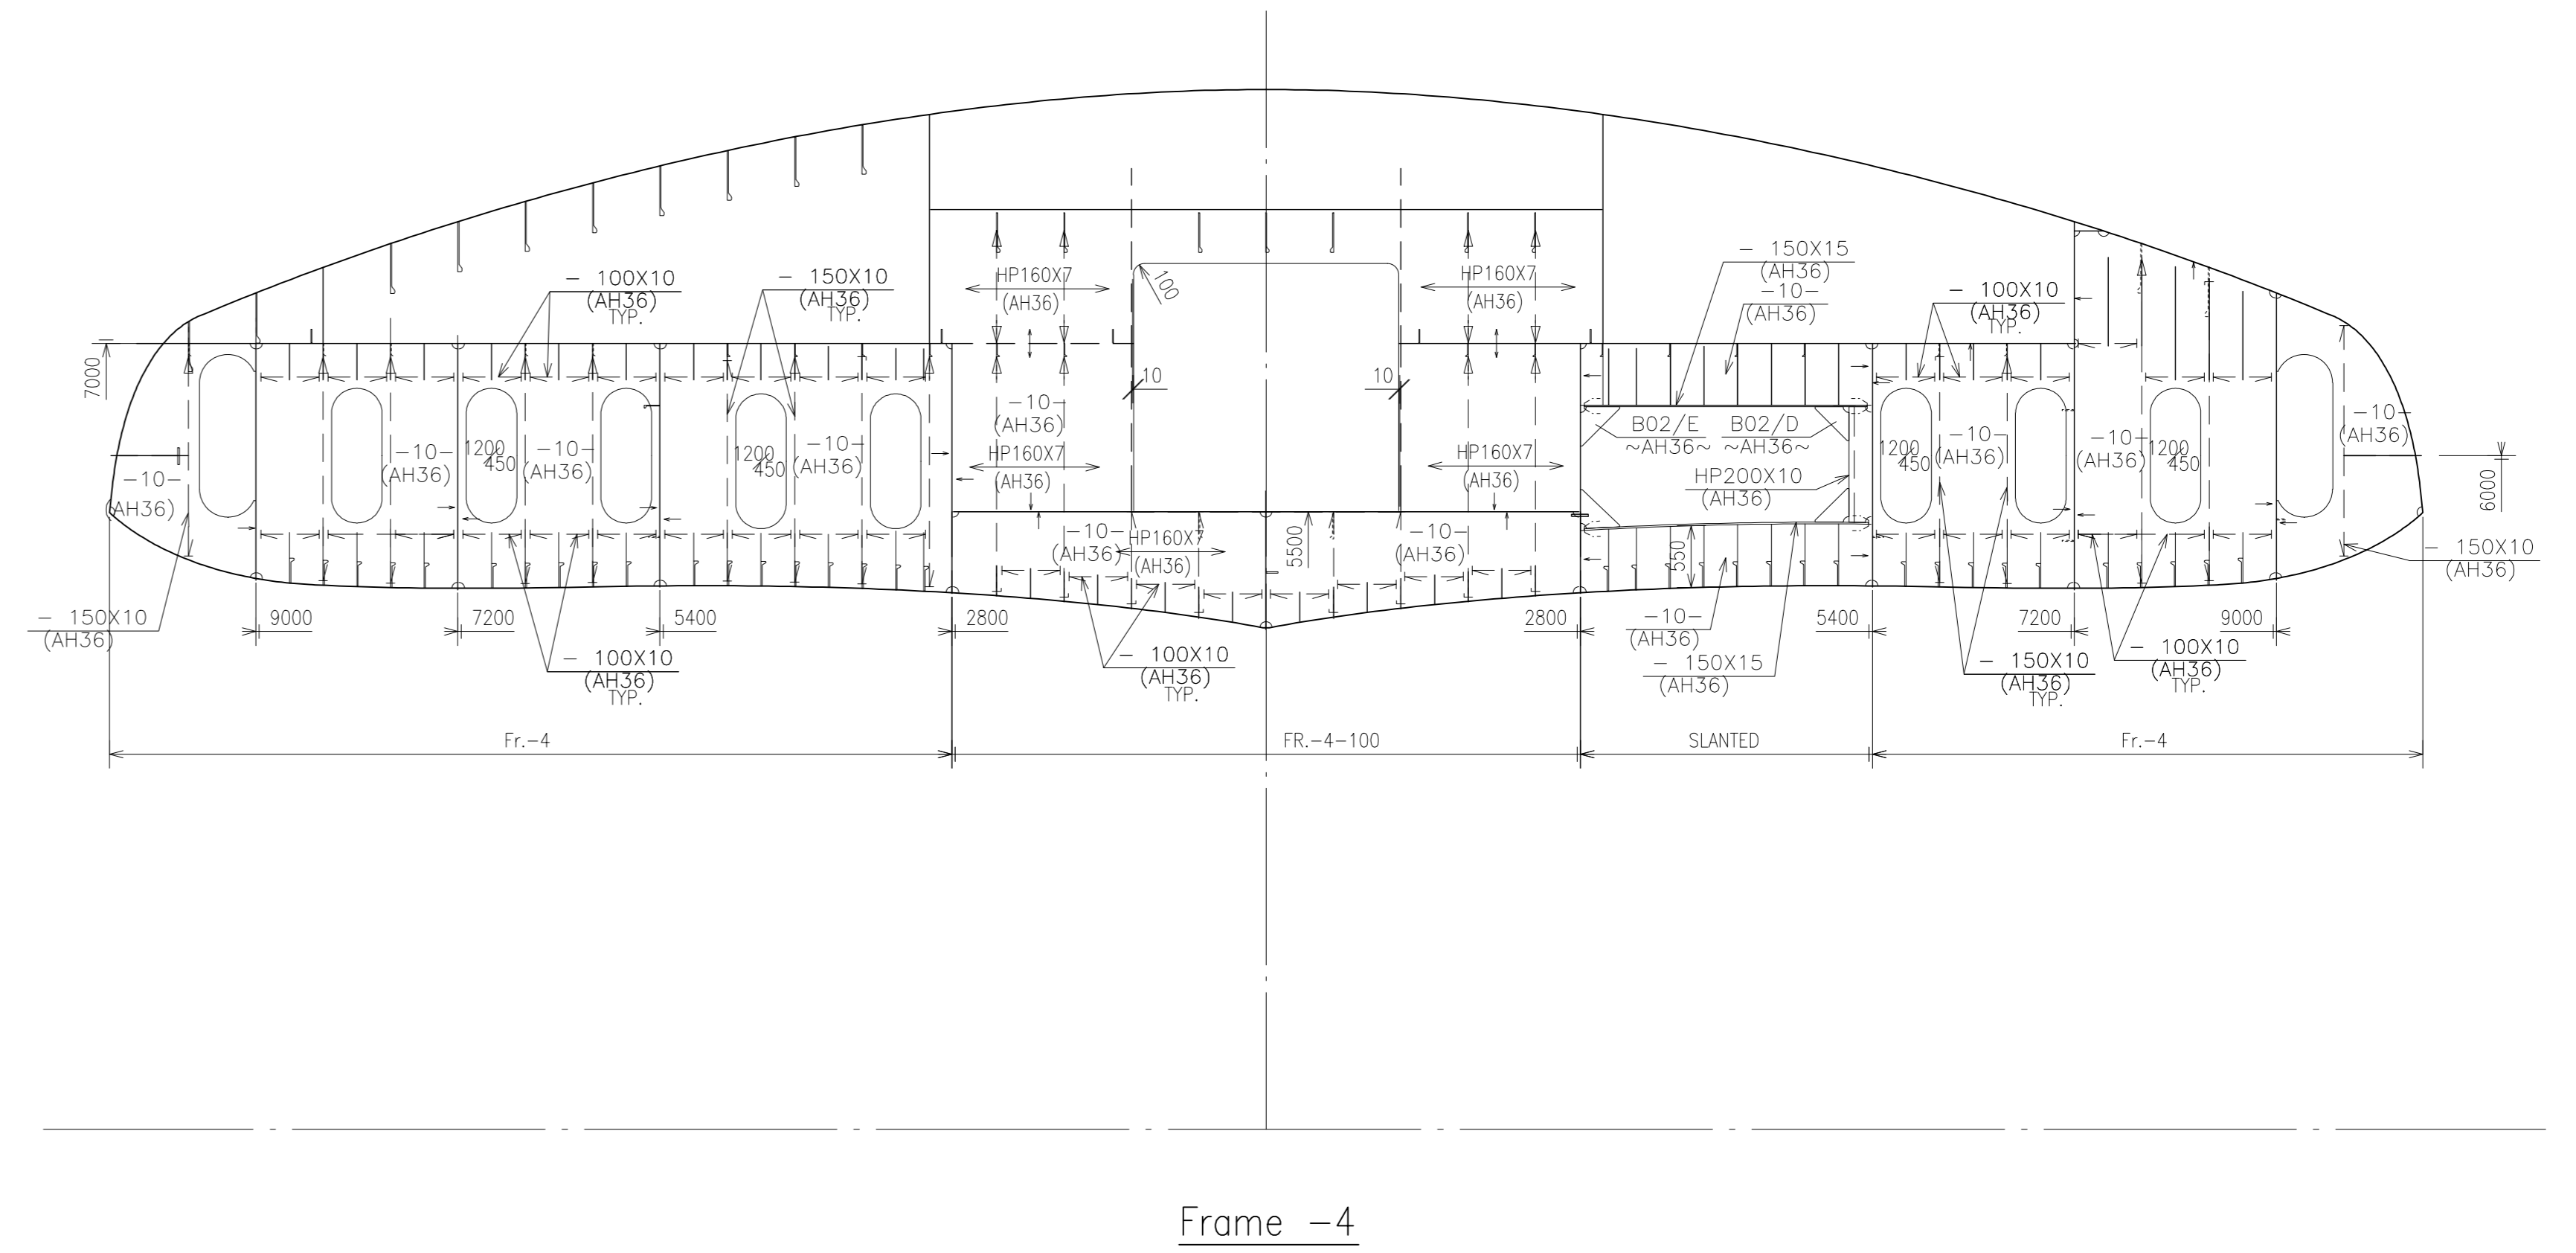 - 150X15
(AH36)
-10-
(AH36)
- 100X10
(AH36)
TYP.
- 150X10
(AH36)
TYP.
HP160X7
(AH36)
100
HP160X7
(AH36)
- 100X10
(AH36)
TYP.
7000
10
10
-10-
(AH36)
-10-
(AH36)
B02/E
~AH36~
B02/D
~AH36~
-10-
(AH36)
-10-
(AH36)
1200
450
-10-
(AH36)
1200
450
-10-
(AH36)
HP160X7
(AH36)
HP160X7
(AH36)
HP200X10
(AH36)
1200
450
-10-
(AH36)
-10-
(AH36)
1200
450
6000
-10-
(AH36)
HP160X7
(AH36)
5500
-10-
(AH36)
550
- 150X10
(AH36)
- 150X10
(AH36)
9000
7200
5400
2800
2800
5400
7200
9000
-10-
(AH36)
- 100X10
(AH36)
TYP.
- 100X10
(AH36)
TYP.
- 150X15
(AH36)
- 150X10
(AH36)
TYP.
- 100X10
(AH36)
TYP.
Fr.-4
FR.-4-100
SLANTED
Fr.-4
Frame -4